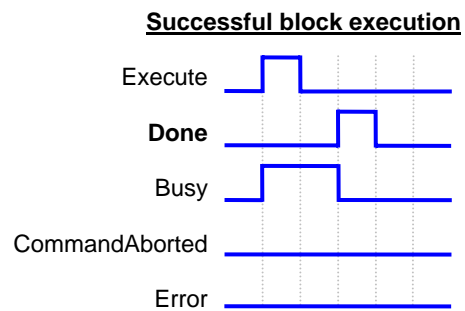 Successful block execution
Execute
Done
Busy
CommandAborted
Error